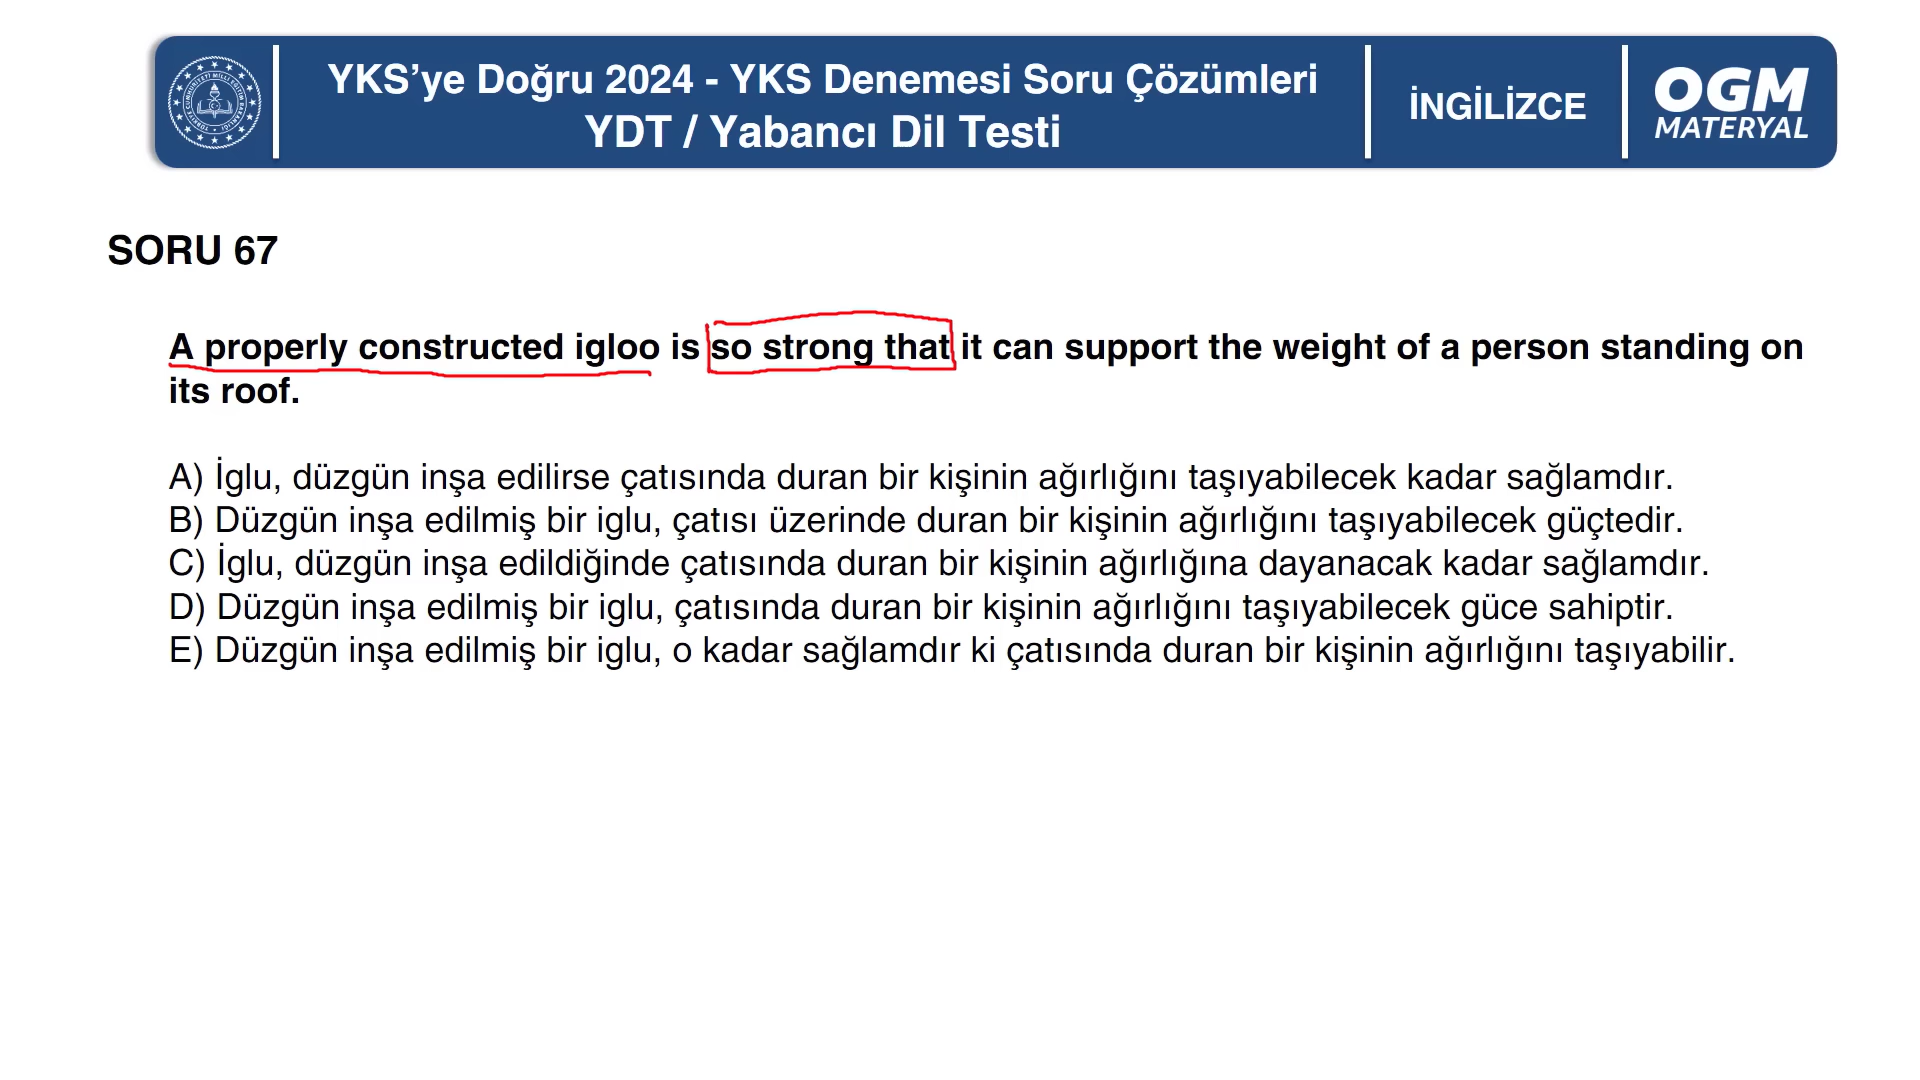 YKS'ye Doğru 2024 - YKS Denemesi Soru Çözümleri
YDT / Yabancı Dil Testi
İNGİLİZCE
OGM
MATERYAL
SORU 67
A properly constructed igloo is so strong that it can support the weight of a person standing on
its roof.
A) İglu, düzgün inşa edilirse çatısında duran bir kişinin ağırlığını taşıyabilecek kadar sağlamdır.
B) Düzgün inşa edilmiş bir iglu, çatısı üzerinde duran bir kişinin ağırlığını taşıyabilecek güçtedir.
C) İglu, düzgün inşa edildiğinde çatısında duran bir kişinin ağırlığına dayanacak kadar sağlamdır.
D) Düzgün inşa edilmiş bir iglu, çatısında duran bir kişinin ağırlığını taşıyabilecek güce sahiptir.
E) Düzgün inşa edilmiş bir iglu, o kadar sağlamdır ki çatısında duran bir kişinin ağırlığını taşıyabilir.